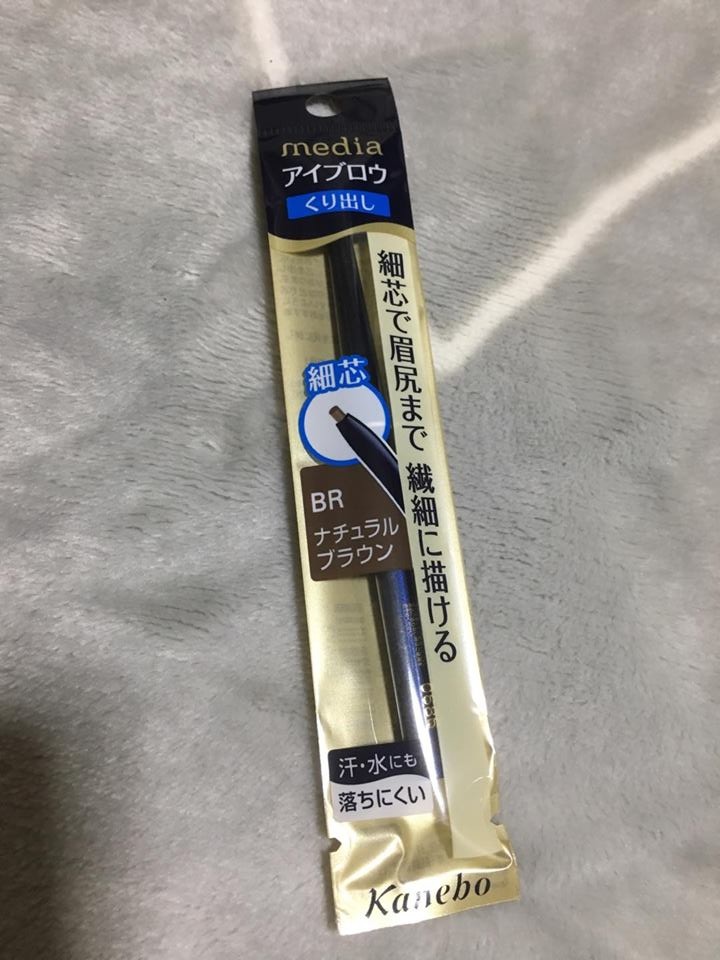 media
アイブロウ
くり出し
細芯で眉尻まで 繊細に描ける
細芯
BR
ナチュラル
ブラウン
汗・水にも
落ちにくい
Kanebo